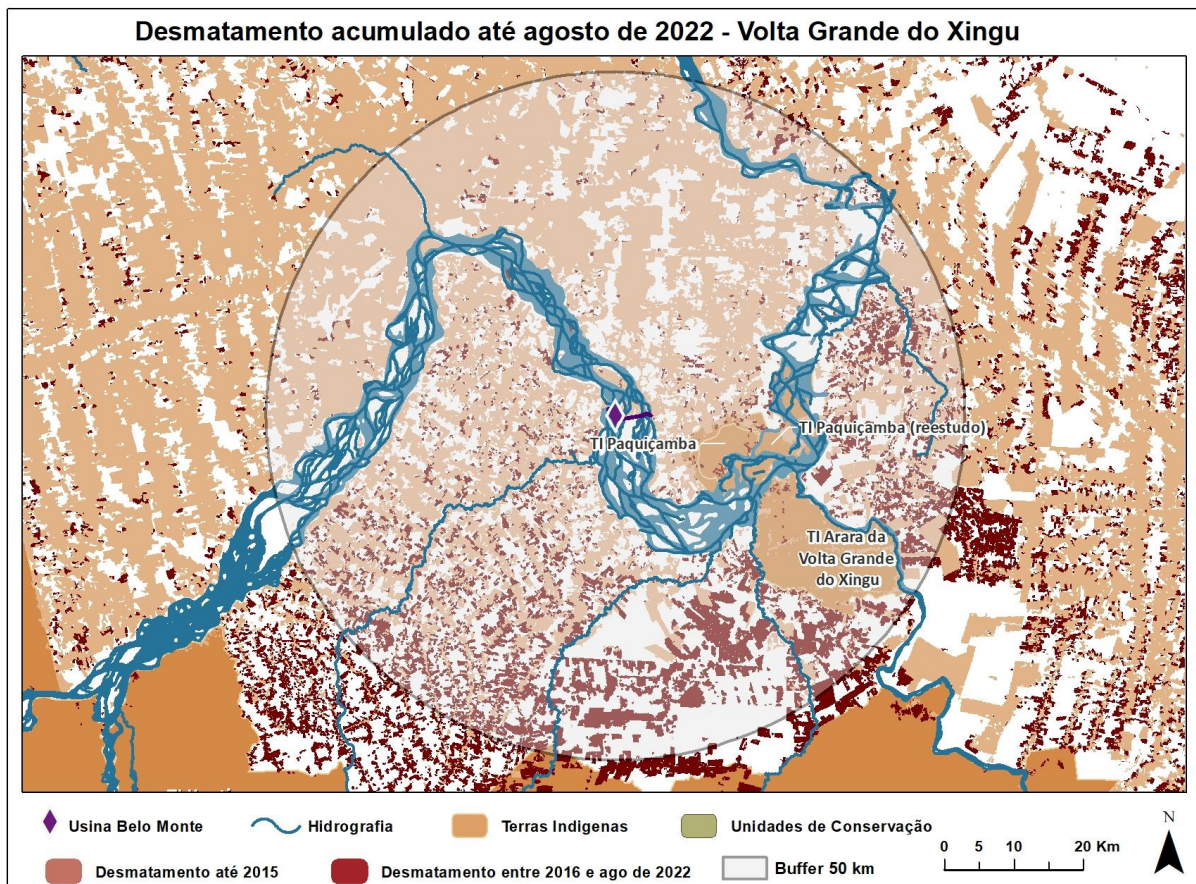 Desmatamento acumulado até agosto de 2022 - Volta Grande do Xingu
TI Paquiçamba (reestudo)
TI Paquiçamba
TI Arara da
Volta Grande
do Xingu
Usina Belo Monte
Hidrografia
Terras Indigenas
Unidades de Conservação
N
Desmatamento até 2015
Desmatamento entre 2016 e ago de 2022
Buffer 50 km
0 5 10 20 Km